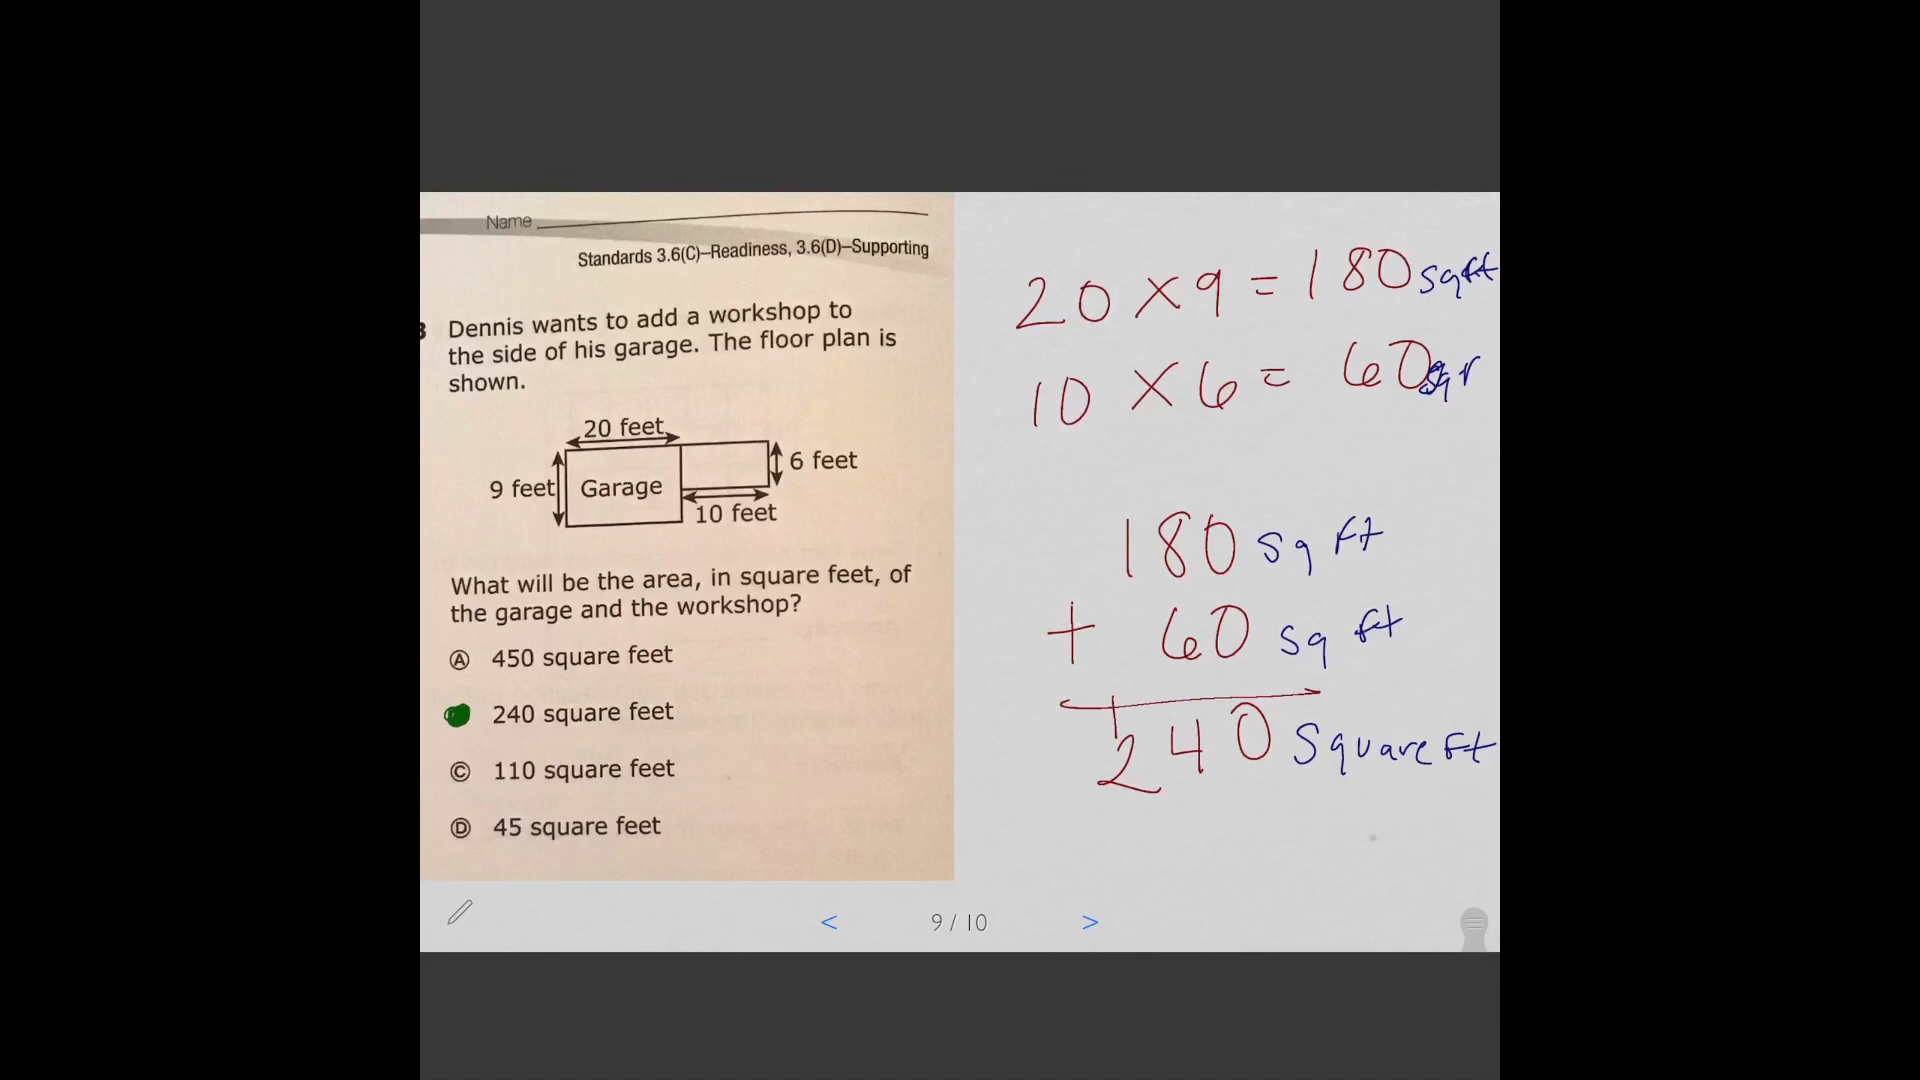 Name
Standards 3.6(C)–Readiness, 3.6(D)–Supporting
Dennis wants to add a workshop to
the side of his garage. The floor plan is
shown.
20 feet
9 feet
Garage
6 feet
10 feet
What will be the area, in square feet, of
the garage and the workshop?
A 450 square feet
240 square feet
C 110 square feet
D 45 square feet
20 × 9 = 180 sq ft
10 × 6 = 60
180 sq ft
+ 60 sq ft
240 Square Ft
< 9 / 10 >